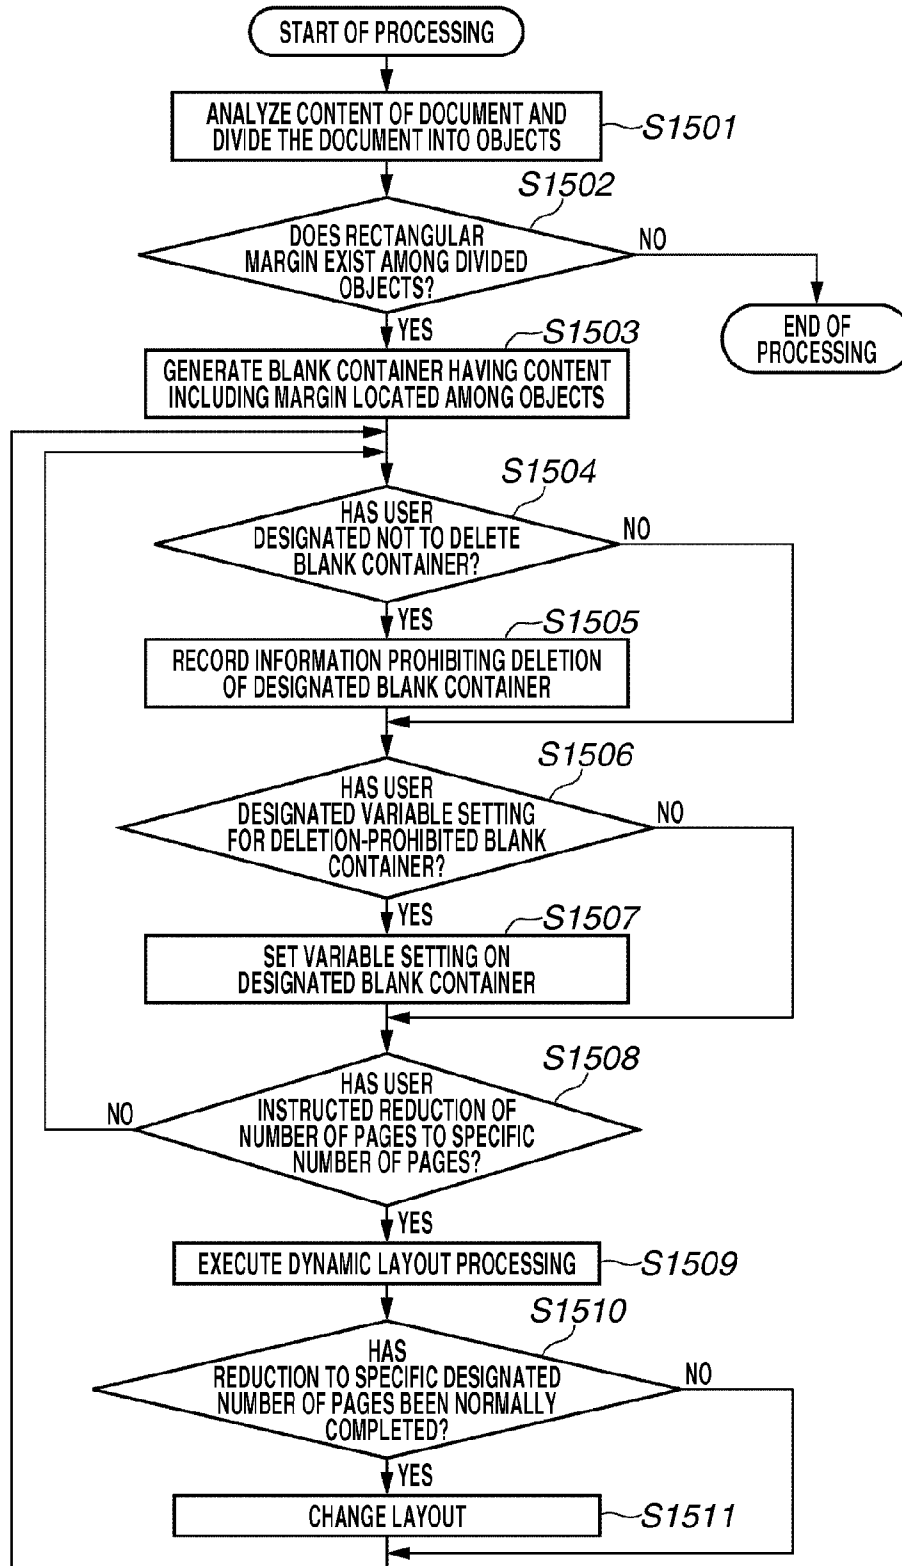 START OF PROCESSING
ANALYZE CONTENT OF DOCUMENT AND
DIVIDE THE DOCUMENT INTO OBJECTS
S1501
S1502
DOES RECTANGULAR
MARGIN EXIST AMONG DIVIDED
OBJECTS?
NO
YES
END OF
PROCESSING
S1503
GENERATE BLANK CONTAINER HAVING CONTENT
INCLUDING MARGIN LOCATED AMONG OBJECTS
S1504
HAS USER
DESIGNATED NOT TO DELETE
BLANK CONTAINER?
NO
YES
S1505
RECORD INFORMATION PROHIBITING DELETION
OF DESIGNATED BLANK CONTAINER
S1506
HAS USER
DESIGNATED VARIABLE SETTING
FOR DELETION-PROHIBITED BLANK
CONTAINER?
NO
YES
S1507
SET VARIABLE SETTING ON
DESIGNATED BLANK CONTAINER
S1508
HAS USER
INSTRUCTED REDUCTION OF
NUMBER OF PAGES TO SPECIFIC
NUMBER OF PAGES?
NO
YES
EXECUTE DYNAMIC LAYOUT PROCESSING
S1509
S1510
HAS
REDUCTION TO SPECIFIC DESIGNATED
NUMBER OF PAGES BEEN NORMALLY
COMPLETED?
NO
YES
CHANGE LAYOUT
S1511